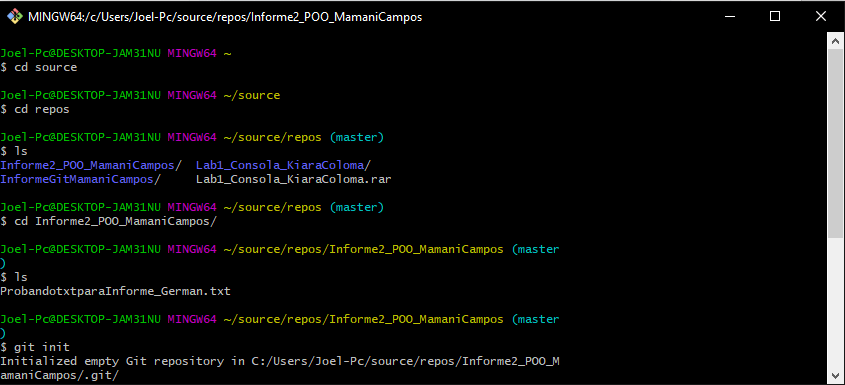 MINGW64:/c/Users/Joel-Pc/source/repos/Informe2_POO_MamaniCampos
Joel-Pc@DESKTOP-JAM31NU MINGW64 ~
$ cd source
Joel-Pc@DESKTOP-JAM31NU MINGW64 ~/source
$ cd repos
Joel-Pc@DESKTOP-JAM31NU MINGW64 ~/source/repos (master)
$ ls
Informe2_POO_MamaniCampos/  Lab1_Consola_KiaraColoma/
InformeGitMamaniCampos/     Lab1_Consola_KiaraColoma.rar
Joel-Pc@DESKTOP-JAM31NU MINGW64 ~/source/repos (master)
$ cd Informe2_POO_MamaniCampos/
Joel-Pc@DESKTOP-JAM31NU MINGW64 ~/source/repos/Informe2_POO_MamaniCampos (master
)
$ ls
ProbandotxtparaInforme_German.txt
Joel-Pc@DESKTOP-JAM31NU MINGW64 ~/source/repos/Informe2_POO_MamaniCampos (master
)
$ git init
Initialized empty Git repository in C:/Users/Joel-Pc/source/repos/Informe2_POO_M
amaniCampos/.git/